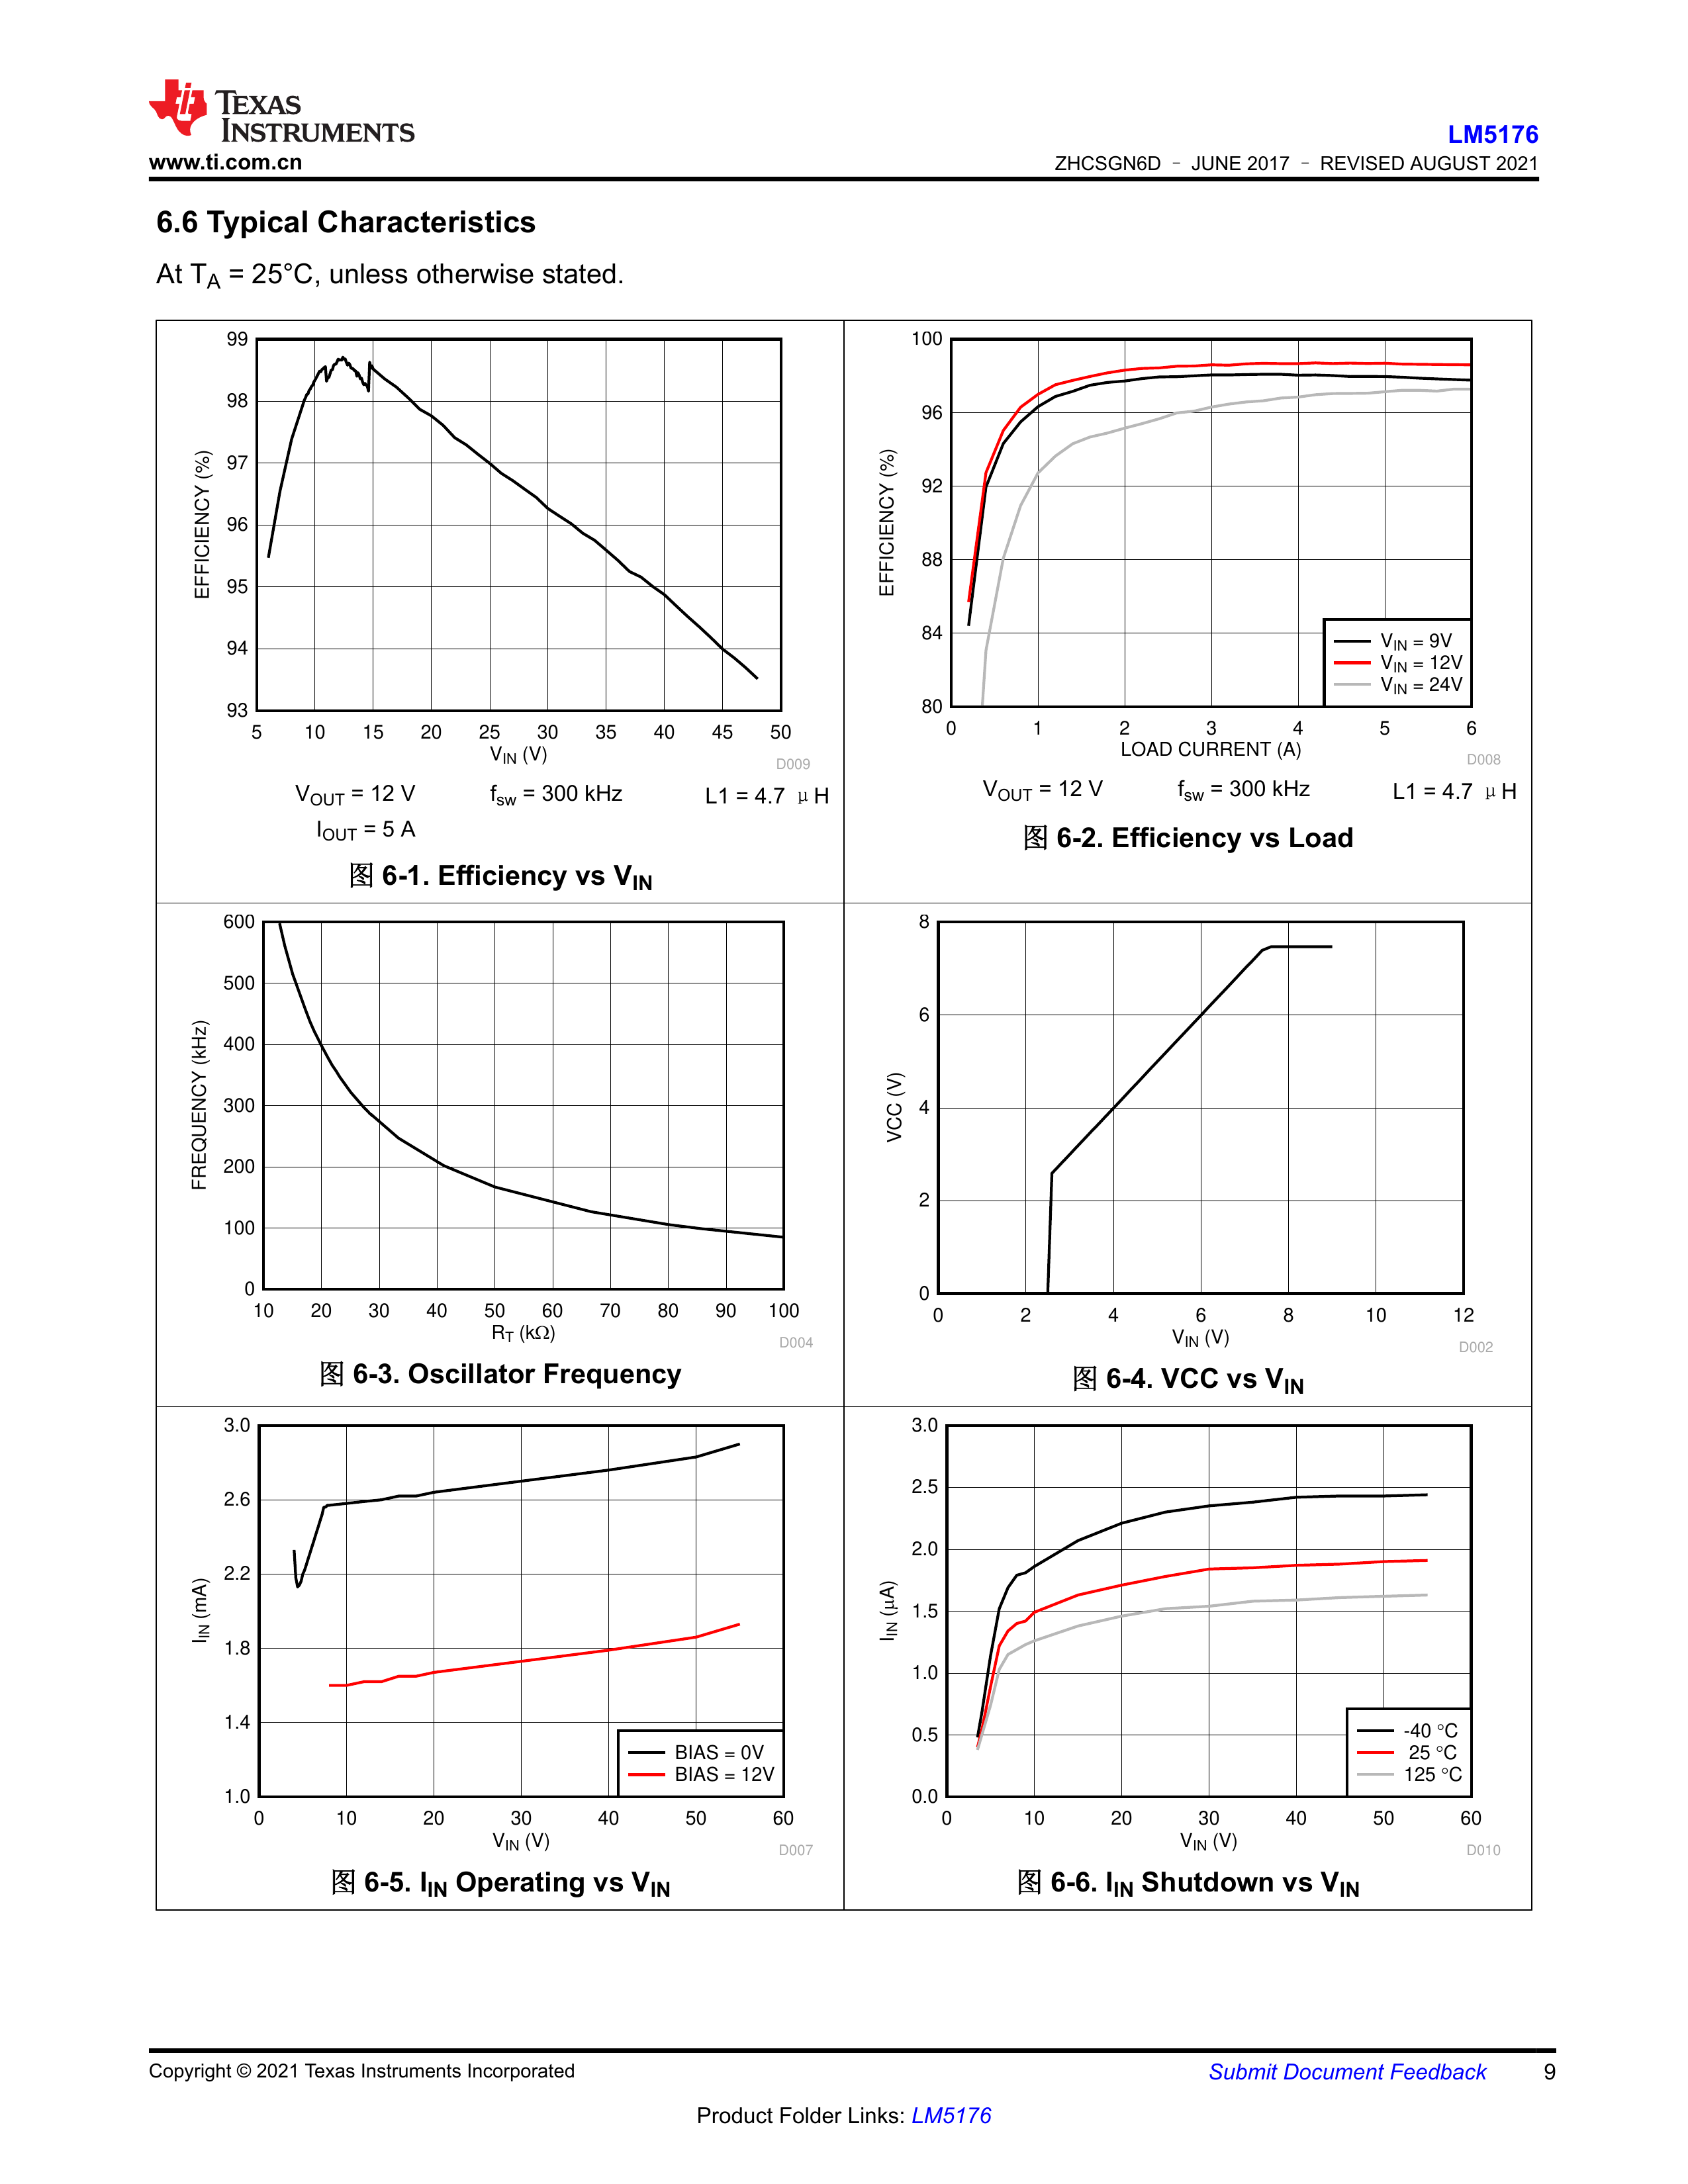 TEXAS
INSTRUMENTS
www.ti.com.cn
LM5176
ZHCSGN6D – JUNE 2017 – REVISED AUGUST 2021
6.6 Typical Characteristics
At TA = 25°C, unless otherwise stated.
99
98
97
96
95
94
93
EFFICIENCY (%)
5 10 15 20 25 30 35 40 45 50
VIN (V)
D009
VOUT = 12 V fsw = 300 kHz L1 = 4.7 μH
IOUT = 5 A
图 6-1. Efficiency vs VIN
100
96
92
88
84
80
EFFICIENCY (%)
VIN = 9V
VIN = 12V
VIN = 24V
0 1 2 3 4 5 6
LOAD CURRENT (A)
D008
VOUT = 12 V fsw = 300 kHz L1 = 4.7 μH
图 6-2. Efficiency vs Load
600
500
400
300
200
100
0
FREQUENCY (kHz)
10 20 30 40 50 60 70 80 90 100
RT (kΩ)
D004
图 6-3. Oscillator Frequency
8
6
4
2
0
VCC (V)
0 2 4 6 8 10 12
VIN (V)
D002
图 6-4. VCC vs VIN
3.0
2.6
2.2
1.8
1.4
1.0
IIN (mA)
BIAS = 0V
BIAS = 12V
0 10 20 30 40 50 60
VIN (V)
D007
图 6-5. IIN Operating vs VIN
3.0
2.5
2.0
1.5
1.0
0.5
0.0
IIN (μA)
-40 °C
25 °C
125 °C
0 10 20 30 40 50 60
VIN (V)
D010
图 6-6. IIN Shutdown vs VIN
Copyright © 2021 Texas Instruments Incorporated
Submit Document Feedback 9
Product Folder Links: LM5176